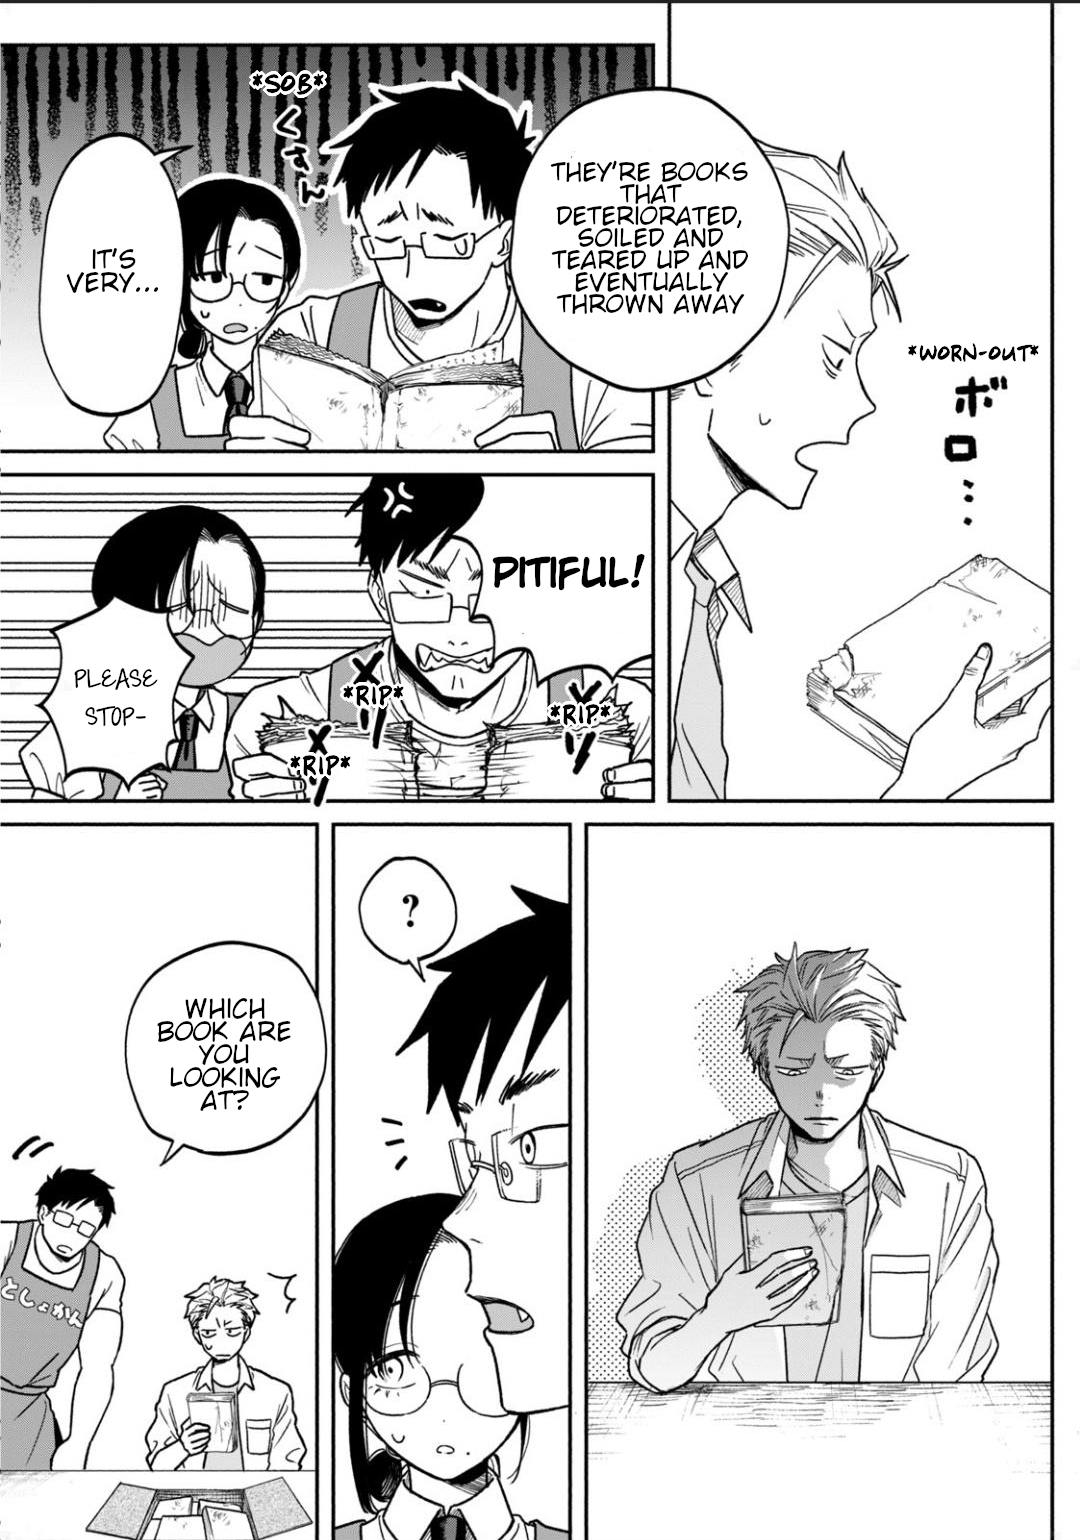 THEY'RE BOOKS
THAT
DETERIORATED,
SOILED AND
TEARED UP AND
EVENTUALLY
THROWN AWAY
*WORN-OUT*
ボロ…
*SOB*
くすん
IT'S
VERY...
PITIFUL!
*RIP*
*RIP*
*RIP*
PLEASE
STOP-
?
WHICH
BOOK ARE
YOU
LOOKING
AT?
としょかん